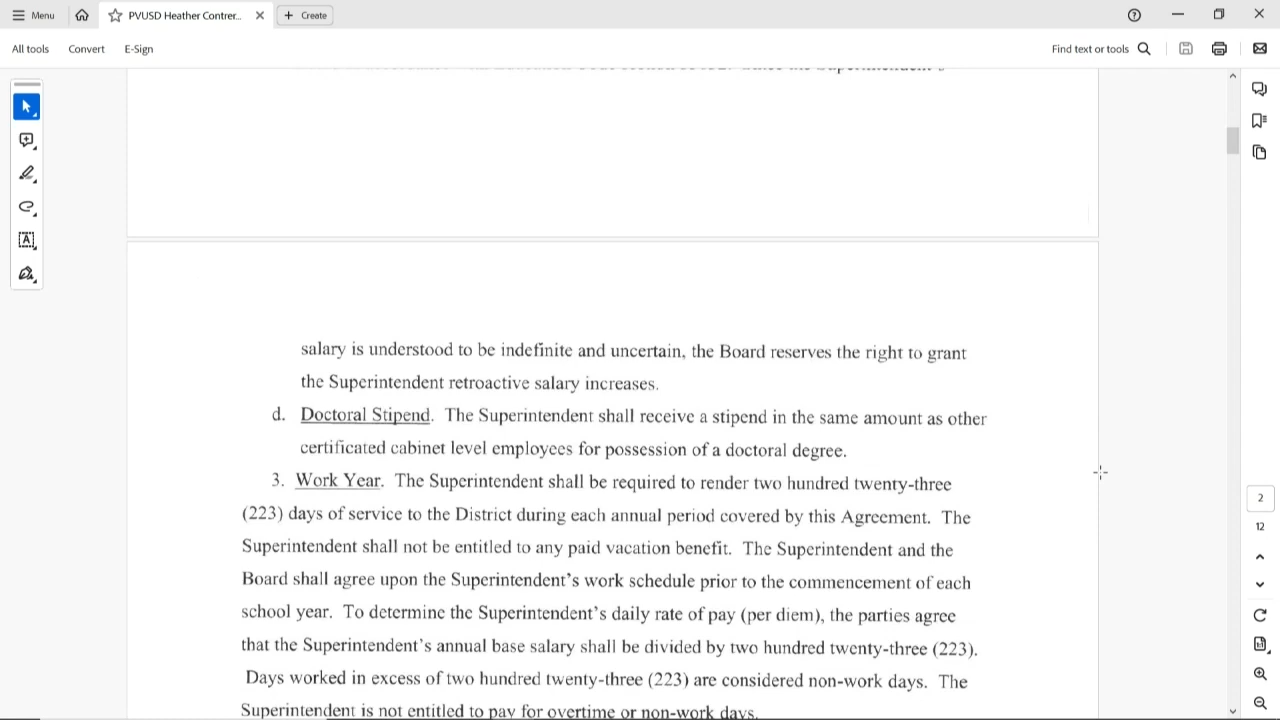 Menu
PVUSD Heather Contrer...
Create
All tools
Convert
E-Sign
Find text or tools
salary is understood to be indefinite and uncertain, the Board reserves the right to grant
the Superintendent retroactive salary increases.
d. Doctoral Stipend. The Superintendent shall receive a stipend in the same amount as other
certificated cabinet level employees for possession of a doctoral degree.
3. Work Year. The Superintendent shall be required to render two hundred twenty-three
(223) days of service to the District during each annual period covered by this Agreement. The
Superintendent shall not be entitled to any paid vacation benefit. The Superintendent and the
Board shall agree upon the Superintendent's work schedule prior to the commencement of each
school year. To determine the Superintendent's daily rate of pay (per diem), the parties agree
that the Superintendent's annual base salary shall be divided by two hundred twenty-three (223).
Days worked in excess of two hundred twenty-three (223) are considered non-work days. The
Superintendent is not entitled to pay for overtime or non-work days.
2
12